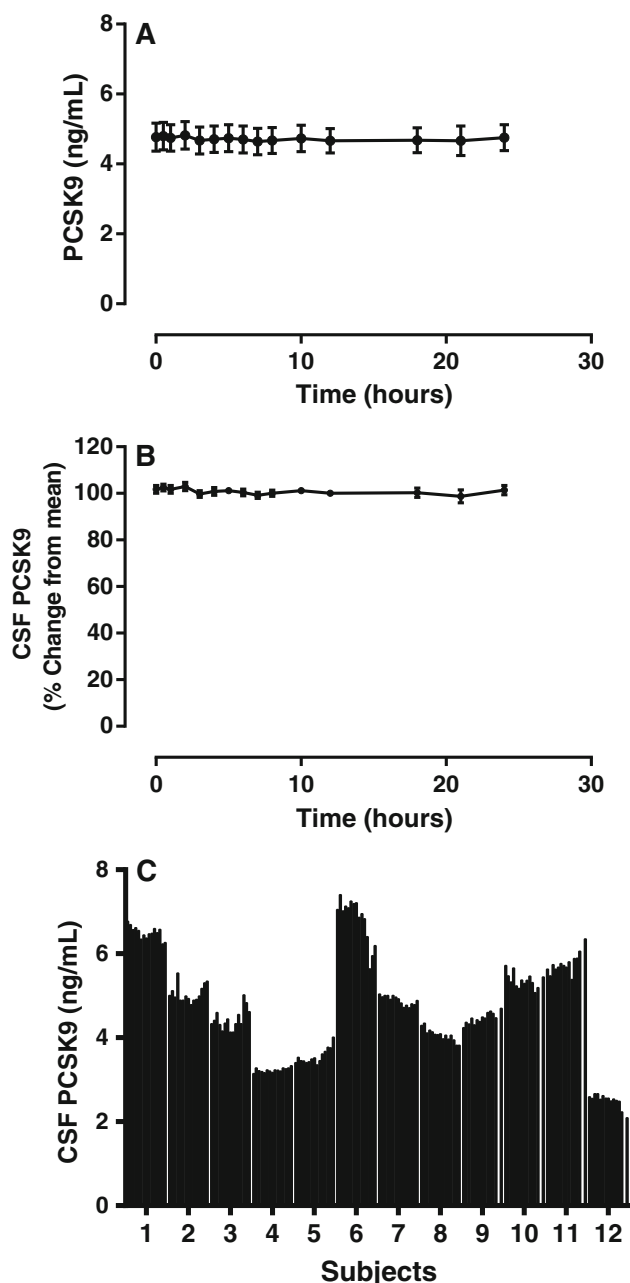 A
8
6
4
2
0
PCSK9 (ng/mL)
0 10 20 30
Time (hours)
B
120
100
80
60
40
20
0
CSF PCSK9
(% Change from mean)
0 10 20 30
Time (hours)
C
8
6
4
2
0
CSF PCSK9 (ng/mL)
1 2 3 4 5 6 7 8 9 10 11 12
Subjects